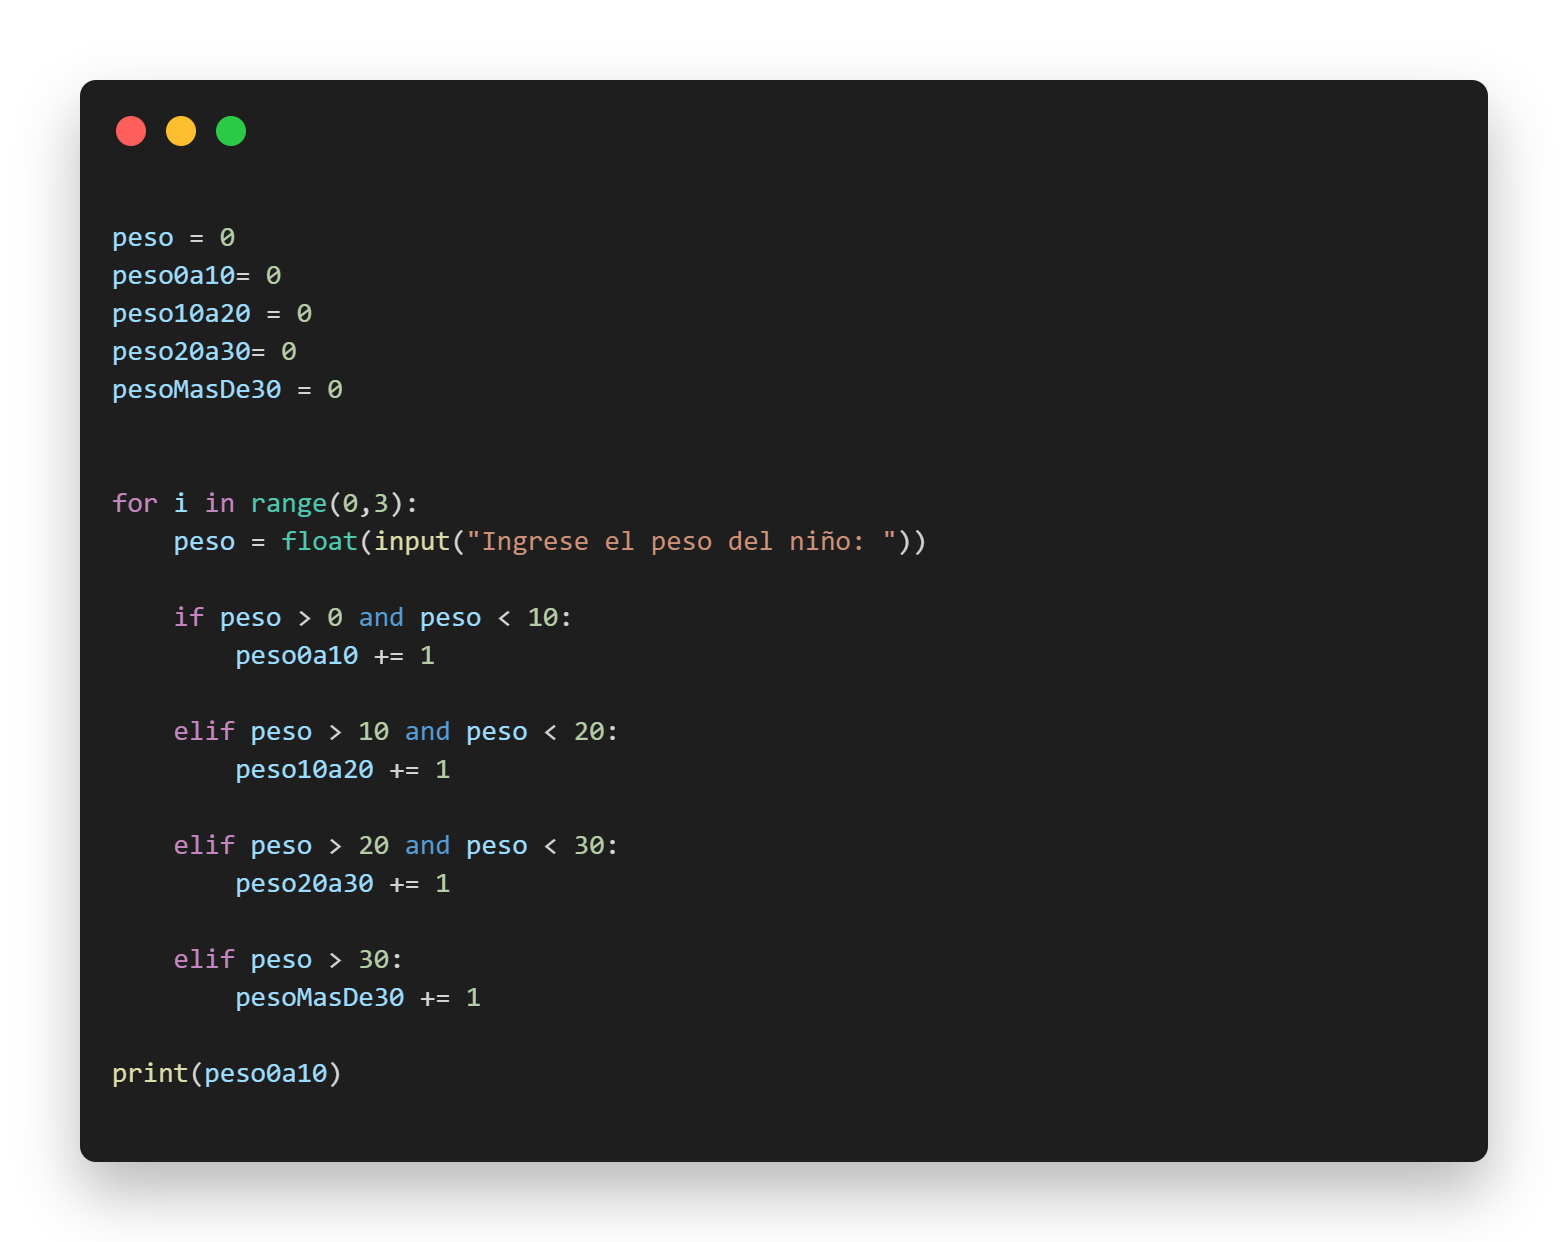 peso = 0
peso0a10= 0
peso10a20 = 0
peso20a30= 0
pesoMasDe30 = 0
for i in range(0,3):
    peso = float(input("Ingrese el peso del niño: "))
    if peso > 0 and peso < 10:
        peso0a10 += 1
    elif peso > 10 and peso < 20:
        peso10a20 += 1
    elif peso > 20 and peso < 30:
        peso20a30 += 1
    elif peso > 30:
        pesoMasDe30 += 1
print(peso0a10)